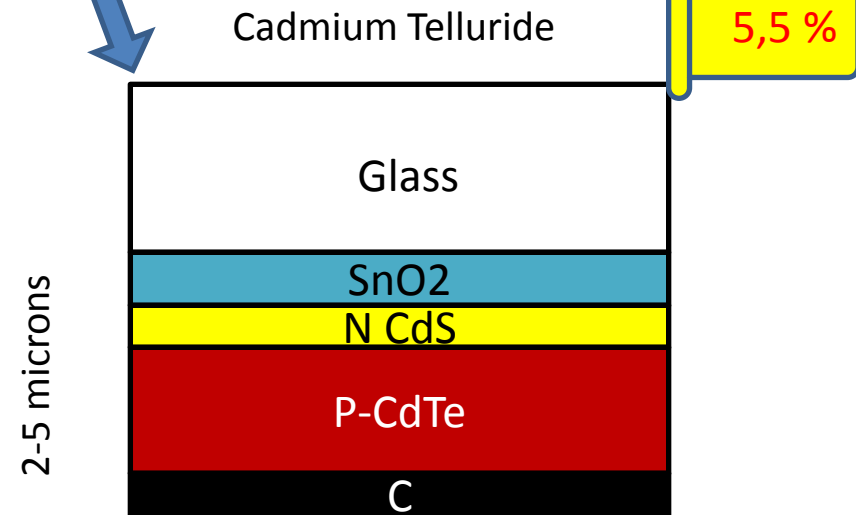 Cadmium Telluride
5,5 %
Glass
SnO2
N CdS
P-CdTe
C
2-5 microns